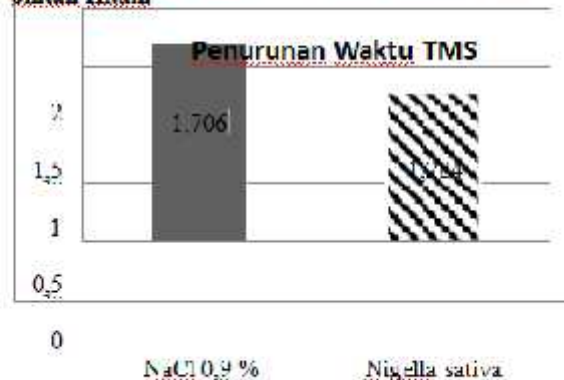 Penurunan Waktu TMS
2
1.706
1,5
1
0,5
0
NaCl 0,9 %
Nigella sativa